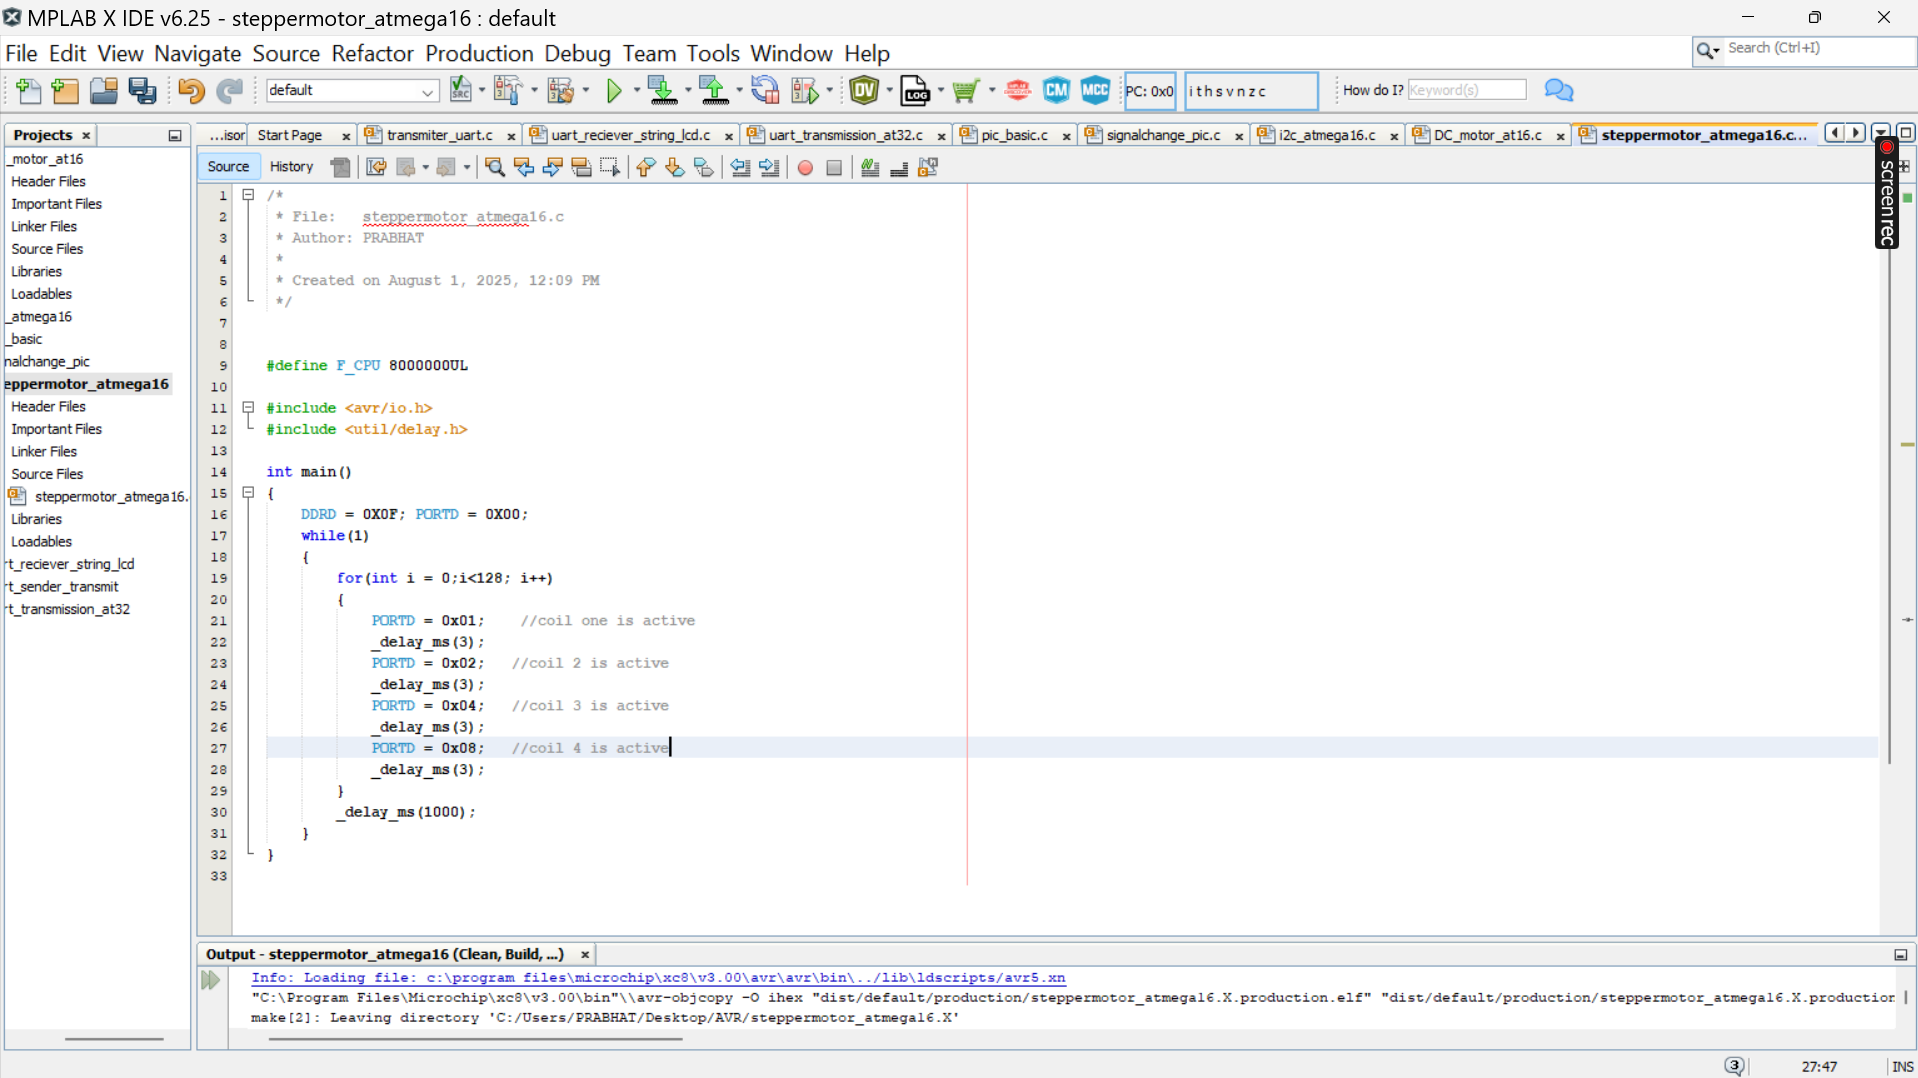 MPLAB X IDE v6.25 - steppermotor_atmega16 : default
File Edit View Navigate Source Refactor Production Debug Team Tools Window Help
Search (Ctrl+I)
default
PC: 0x0
i t h s v n z c
How do I? Keyword(s)
Projects
...isor
Start Page
transmiter_uart.c
uart_reciever_string_lcd.c
uart_transmission_at32.c
pic_basic.c
signalchange_pic.c
i2c_atmega16.c
DC_motor_at16.c
steppermotor_atmega16.c...
screenrec
_motor_at16
Header Files
Important Files
Linker Files
Source Files
Libraries
Loadables
_atmega16
_basic
nalchange_pic
eppermotor_atmega16
Header Files
Important Files
Linker Files
Source Files
steppermotor_atmega16.
Libraries
Loadables
rt_reciever_string_lcd
rt_sender_transmit
rt_transmission_at32
Source History
1 /*
2 * File:   steppermotor_atmega16.c
3 * Author: PRABHAT
4 *
5 * Created on August 1, 2025, 12:09 PM
6 */
7
8
9 #define F_CPU 8000000UL
10
11 #include <avr/io.h>
12 #include <util/delay.h>
13
14 int main()
15 {
16     DDRD = 0X0F; PORTD = 0X00;
17     while(1)
18     {
19         for(int i = 0;i<128; i++)
20         {
21             PORTD = 0x01;    //coil one is active
22             _delay_ms(3);
23             PORTD = 0x02;   //coil 2 is active
24             _delay_ms(3);
25             PORTD = 0x04;   //coil 3 is active
26             _delay_ms(3);
27             PORTD = 0x08;   //coil 4 is active
28             _delay_ms(3);
29         }
30         _delay_ms(1000);
31     }
32 }
33
Output - steppermotor_atmega16 (Clean, Build, ...)
Info: Loading file: c:\program files\microchip\xc8\v3.00\avr\avr\bin\../lib\ldscripts/avr5.xn
"C:\Program Files\Microchip\xc8\v3.00\bin"\\avr-objcopy -O ihex "dist/default/production/steppermotor_atmega16.X.production.elf" "dist/default/production/steppermotor_atmega16.X.production
make[2]: Leaving directory 'C:/Users/PRABHAT/Desktop/AVR/steppermotor_atmega16.X'
3
27:47
INS